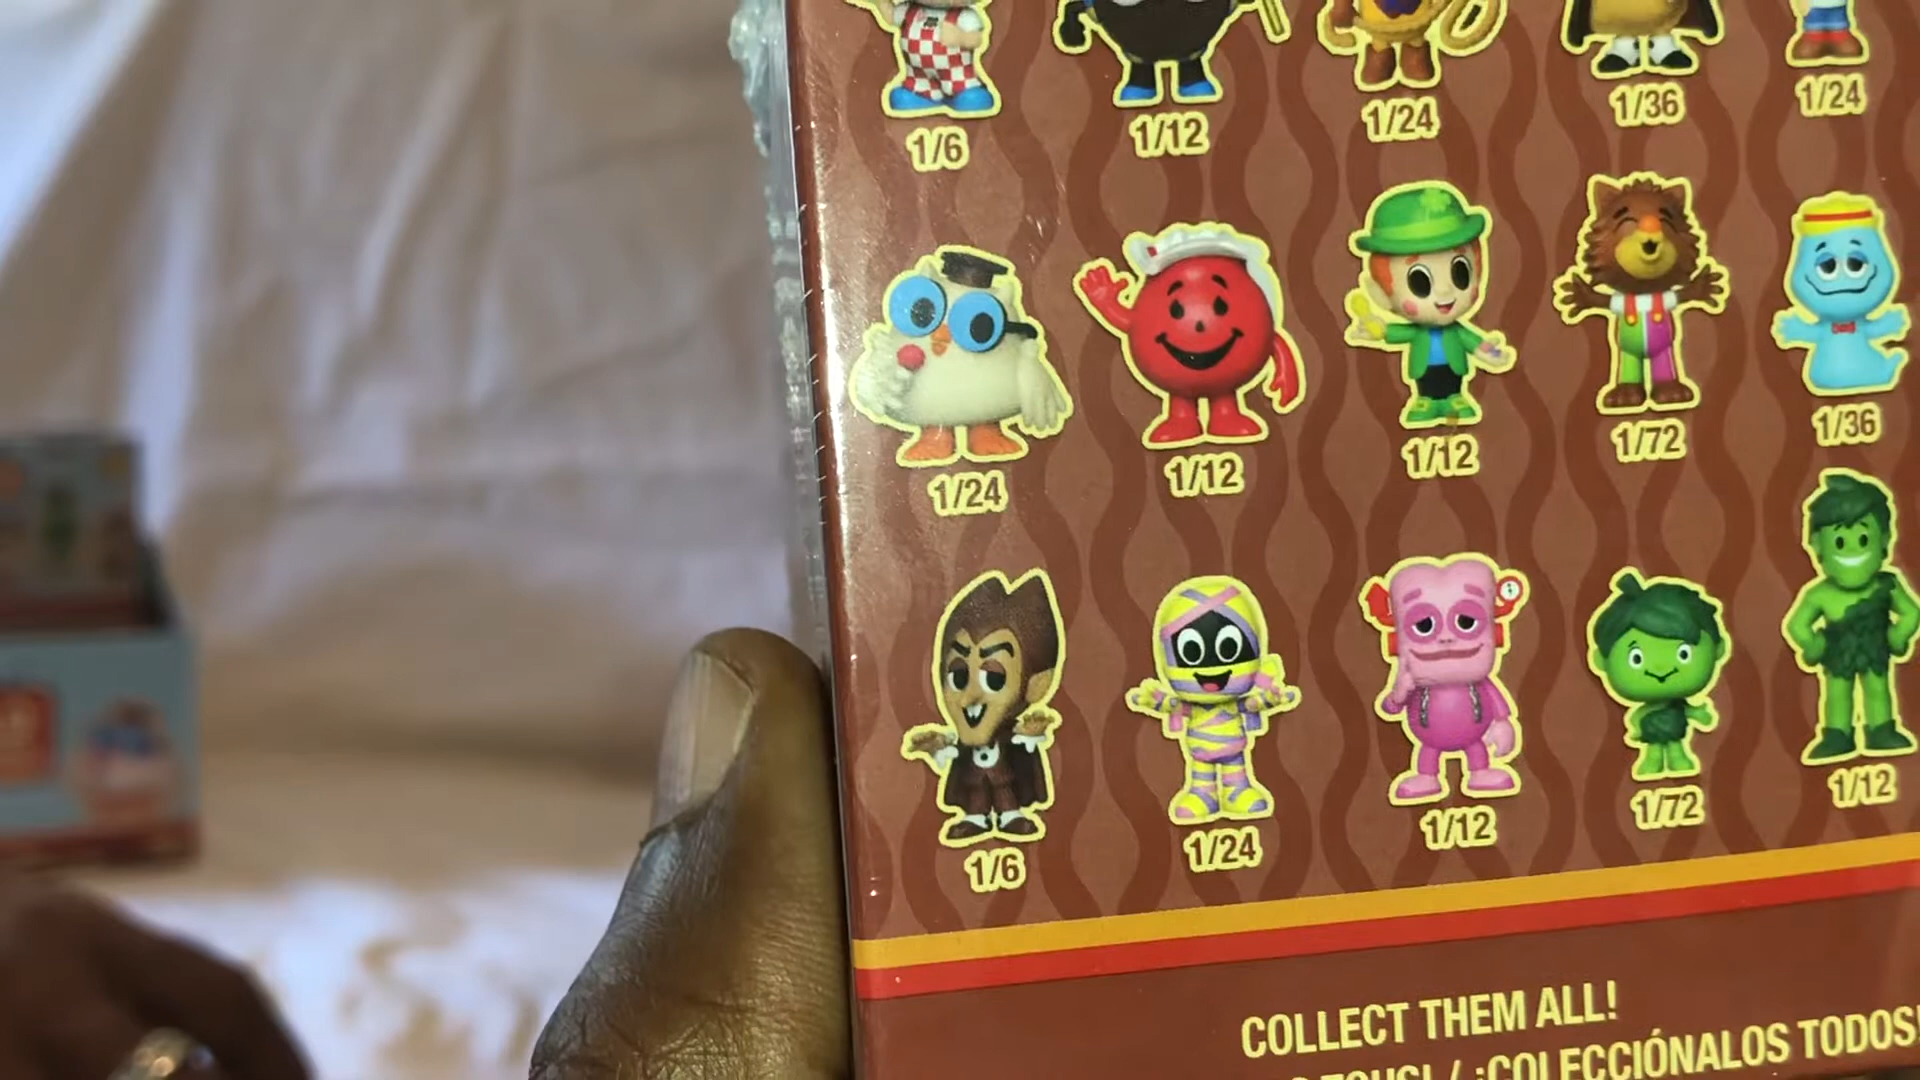 1/6 1/12 1/24 1/36 1/24
1/24 1/12 1/12 1/72 1/36
1/6 1/24 1/12 1/72 1/12
COLLECT THEM ALL!
/ ¡COLECCIÓNALOS TODOS!